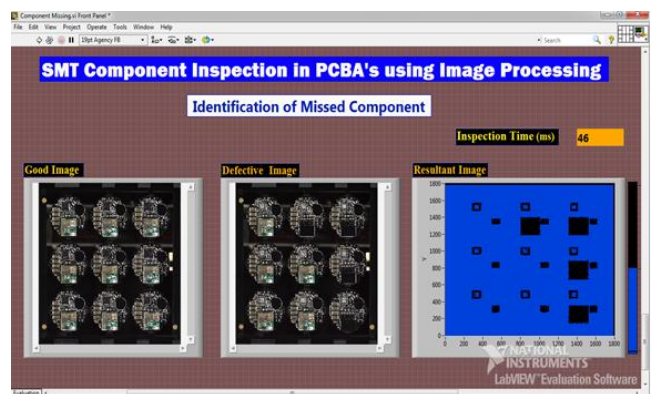 Component Missing.vi Front Panel *
File Edit View Project Operate Tools Window Help
19pt Agency FB
Search
SMT Component Inspection in PCBA's using Image Processing
Identification of Missed Component
Inspection Time (ms) 46
Good Image
Defective Image
Resultant Image
1800
1600
1400
1200
1000
800
600
400
200
0
Y
0 200 400 600 800 1000 1200 1400 1600 1800
NATIONAL
INSTRUMENTS
LabVIEW Evaluation Software
Evaluation